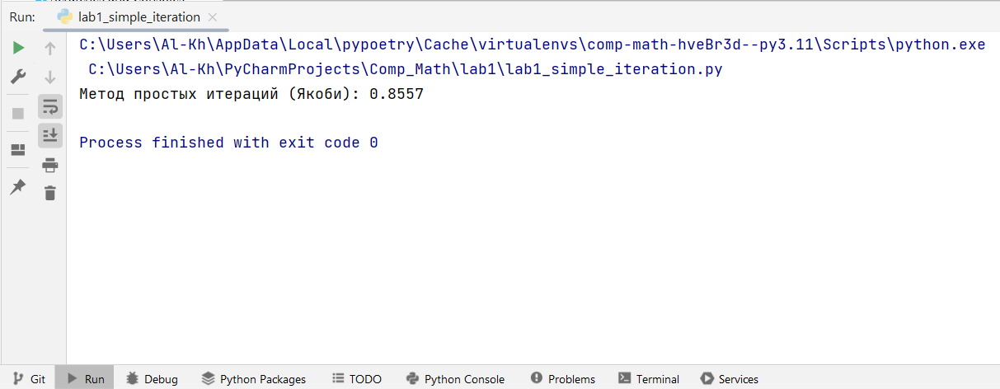 Run:
lab1_simple_iteration
C:\Users\Al-Kh\AppData\Local\pypoetry\Cache\virtualenvs\comp-math-hveBr3d--py3.11\Scripts\python.exe
C:\Users\Al-Kh\PyCharmProjects\Comp_Math\lab1\lab1_simple_iteration.py
Метод простых итераций (Якоби): 0.8557
Process finished with exit code 0
Git Run Debug Python Packages TODO Python Console Problems Terminal Services